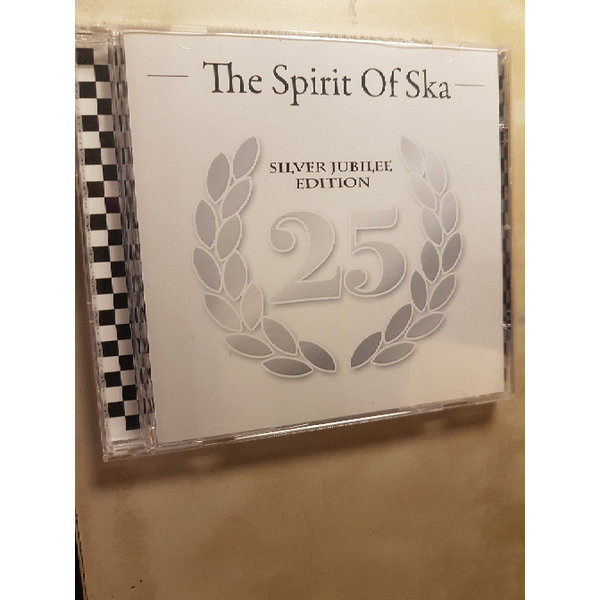 The Spirit Of Ska
SILVER JUBILEE
EDITION
25